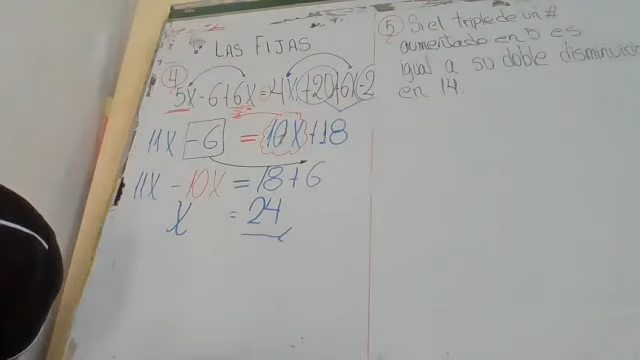 LAS FIJAS
4
5x-6+6x=4x+20+6x-2
11x-6=10x+18
11x-10x=18+6
x=24
5 Si el triple de un #
aumentado en 5 es
igual a su doble
en 14.